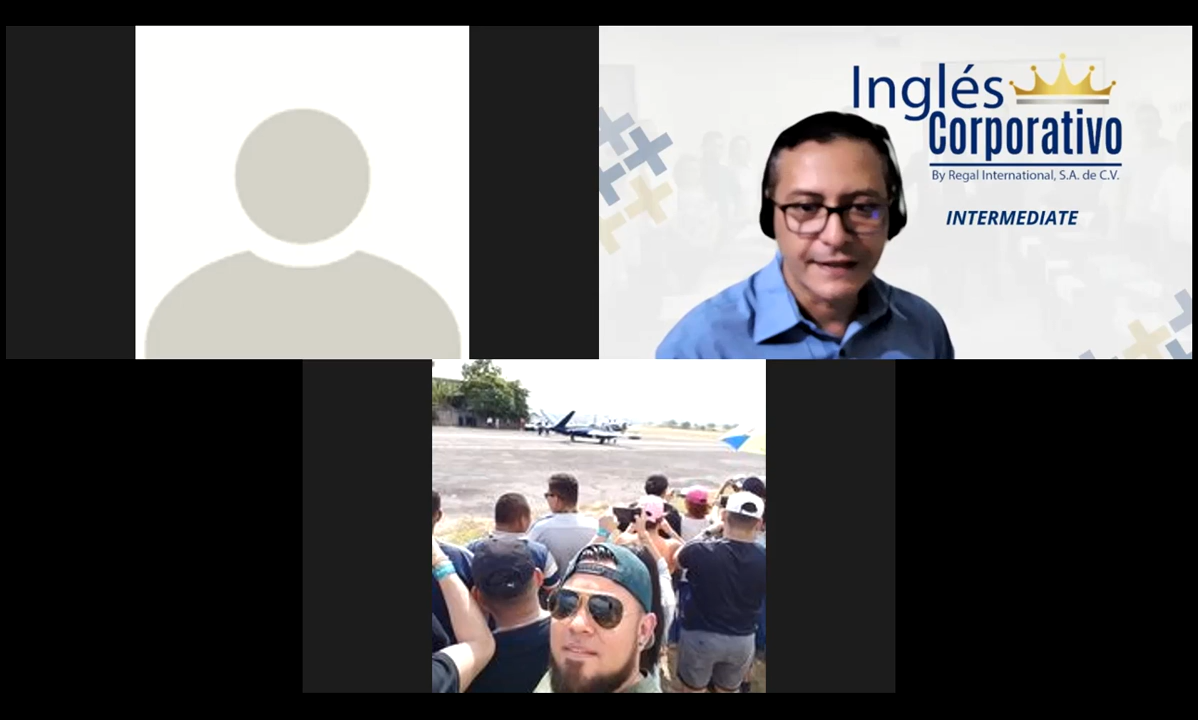 Inglés
Corporativo
By Regal International, S.A. de C.V.
INTERMEDIATE